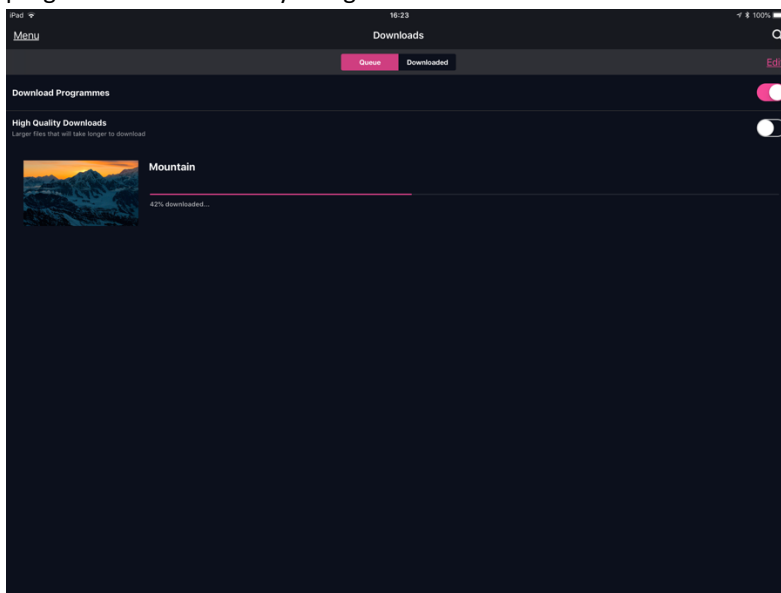 iPad 16:23 100%
Menu Downloads
Queue Downloaded
Download Programmes
High Quality Downloads
Larger files that will take longer to download
Mountain
42% downloaded...